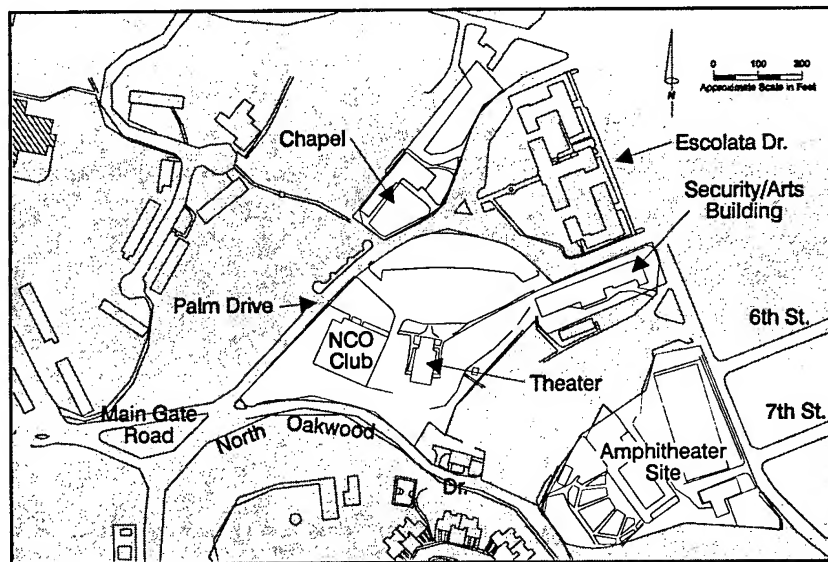 0 100 200
Approximate Scale in Feet
N
Chapel
Escolata Dr.
Security/Arts
Building
Palm Drive
NCO
Club
Theater
6th St.
Main Gate
Road
North Oakwood
Dr.
7th St.
Amphitheater
Site